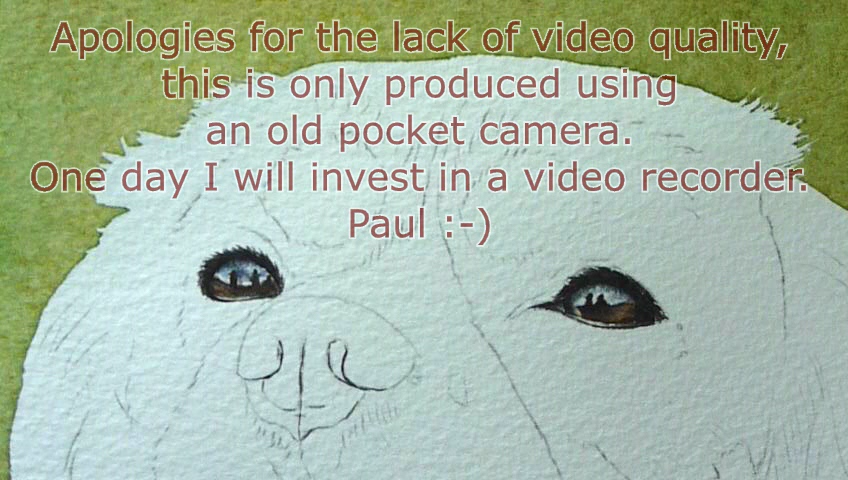 Apologies for the lack of video quality,
this is only produced using
an old pocket camera.
One day I will invest in a video recorder.
Paul :-)